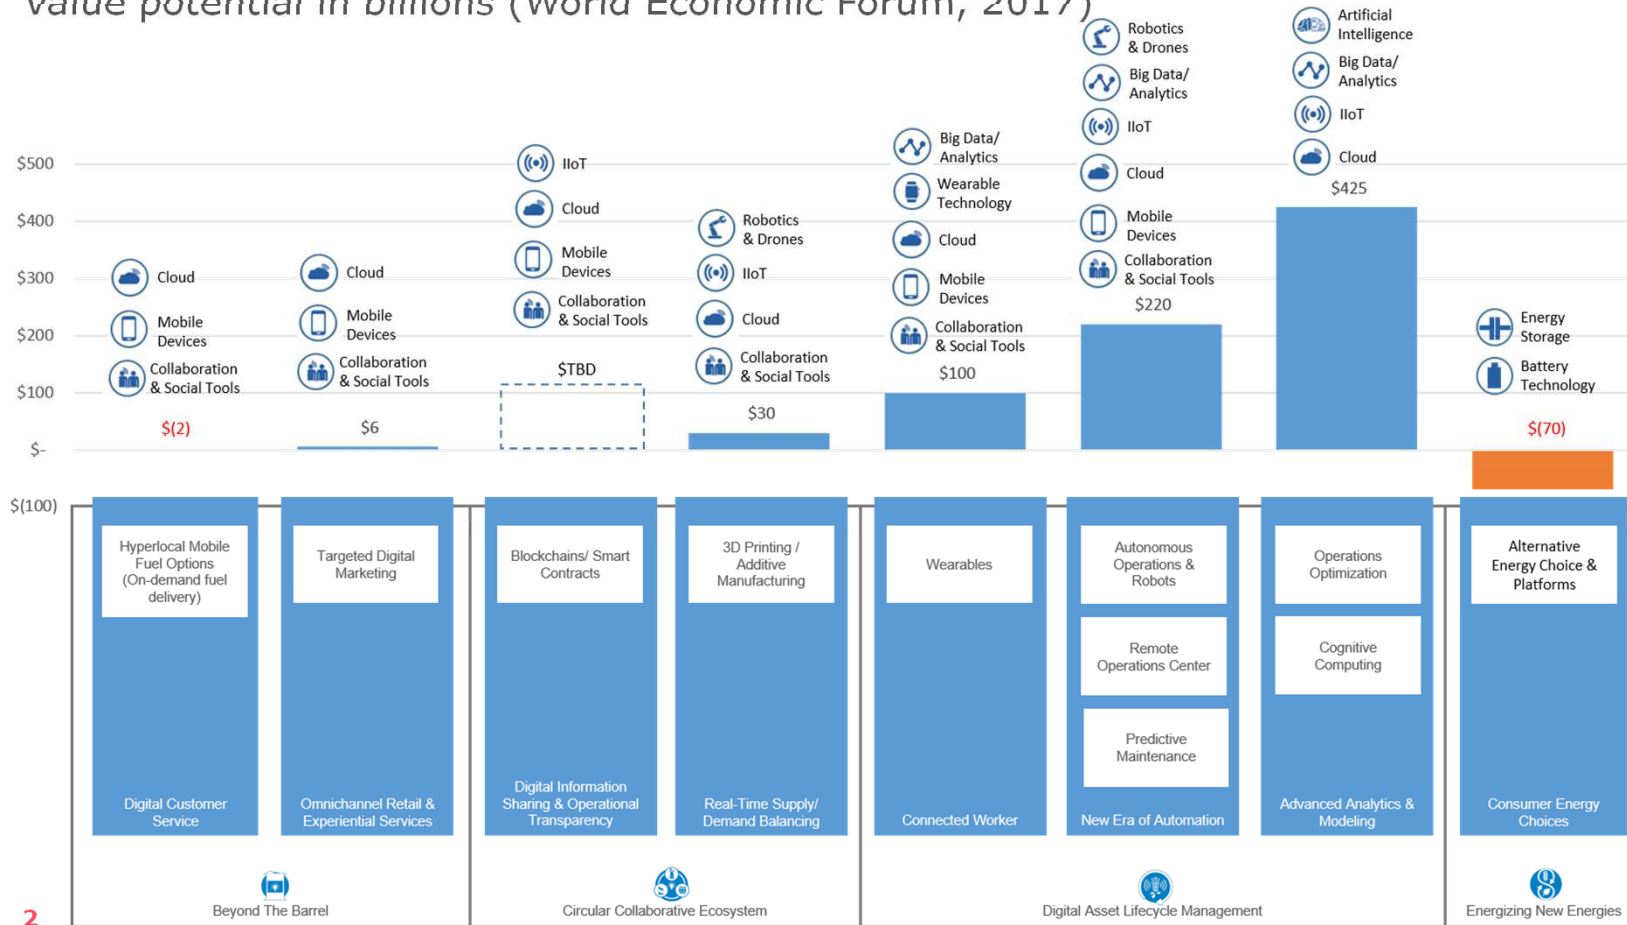 value potential in billions (World Economic Forum, 2017)
Robotics
& Drones
Big Data/
Analytics
IIoT
Cloud
Mobile
Devices
Collaboration
& Social Tools
$220
Artificial
Intelligence
Big Data/
Analytics
IIoT
Cloud
$425
Big Data/
Analytics
Wearable
Technology
Cloud
Mobile
Devices
Collaboration
& Social Tools
$100
IIoT
Cloud
Mobile
Devices
Collaboration
& Social Tools
$TBD
Robotics
& Drones
IIoT
Cloud
Collaboration
& Social Tools
$30
Cloud
Mobile
Devices
Collaboration
& Social Tools
$(2)
Cloud
Mobile
Devices
Collaboration
& Social Tools
$6
Energy
Storage
Battery
Technology
$(70)
$500
$400
$300
$200
$100
$-
$(100)
Hyperlocal Mobile
Fuel Options
(On-demand fuel
delivery)
Digital Customer
Service
Targeted Digital
Marketing
Omnichannel Retail &
Experiential Services
Blockchains/ Smart
Contracts
Digital Information
Sharing & Operational
Transparency
3D Printing /
Additive
Manufacturing
Real-Time Supply/
Demand Balancing
Wearables
Connected Worker
Autonomous
Operations &
Robots
Remote
Operations Center
Predictive
Maintenance
New Era of Automation
Operations
Optimization
Cognitive
Computing
Advanced Analytics &
Modeling
Alternative
Energy Choice &
Platforms
Consumer Energy
Choices
Beyond The Barrel
Circular Collaborative Ecosystem
Digital Asset Lifecycle Management
Energizing New Energies
2